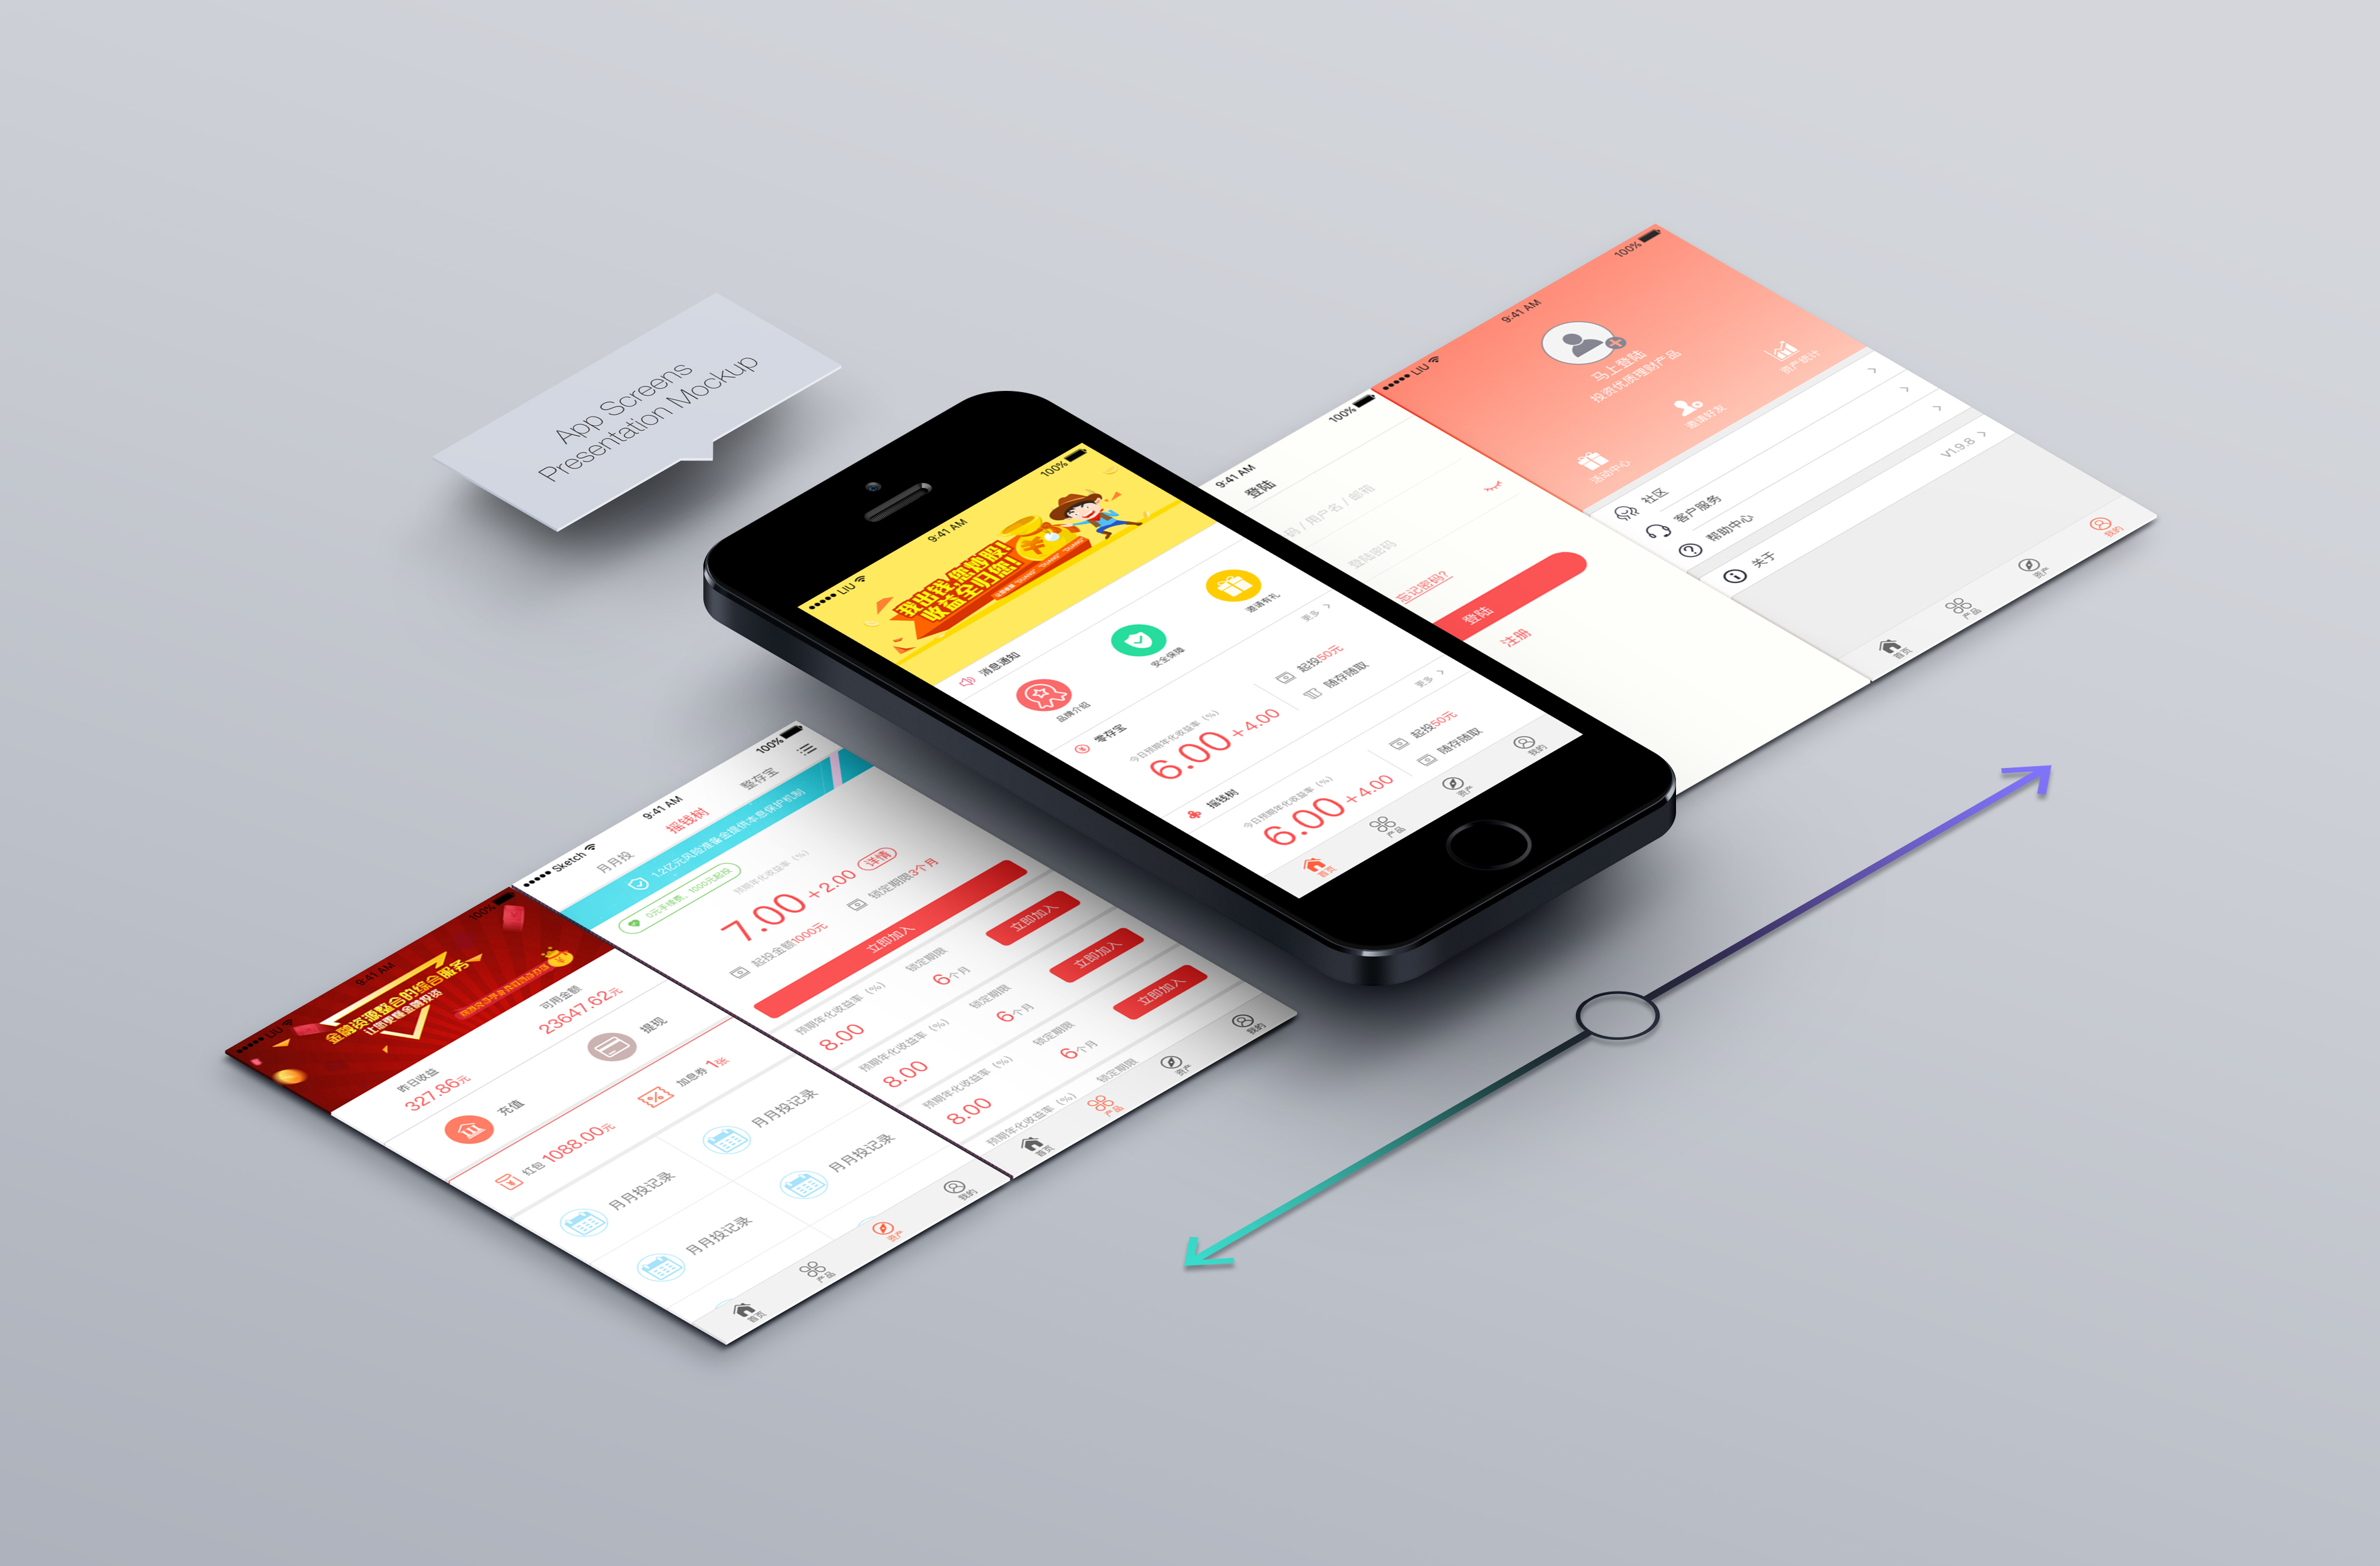 App Screens
Presentation Mockup
LIU
9:41 AM
100%
金融资源整合的综合服务
让您更懂金融投资
昨日收益
327.86元
可用金额
23647.62元
充值
提现
红包 1088.00元
加息券 1张
月月投记录
月月投记录
月月投记录
月月投记录
首页
产品
资产
我的
Sketch
9:41 AM
100%
月月投
摇钱树
整存宝
1.2亿元风险准备金提供本息保护机制
0元手续费，1000元起投
预期年化收益率（%）
7.00+2.00 详情
起投金额1000元
锁定期限3个月
立即加入
预期年化收益率（%）
8.00
锁定期限
6个月
立即加入
预期年化收益率（%）
8.00
锁定期限
6个月
立即加入
预期年化收益率（%）
8.00
锁定期限
6个月
立即加入
预期年化收益率（%）
锁定期限
首页
产品
资产
我的
LIU
9:41 AM
100%
我出钱,您炒股!
收益全归您!
消息通知
品牌介绍
安全保障
邀请有礼
零存宝
更多
今日预期年化收益率（%）
6.00+4.00
起投50元
随存随取
摇钱树
更多
今日预期年化收益率（%）
6.00+4.00
起投50元
随存随取
首页
产品
资产
我的
9:41 AM
100%
登陆
码 / 用户名 / 邮箱
登陆密码
忘记密码?
登陆
注册
LIU
9:41 AM
100%
马上登陆
投资优质理财产品
活动中心
邀请好友
资产统计
社区
客户服务
帮助中心
关于
V1.9.8
首页
产品
资产
我的